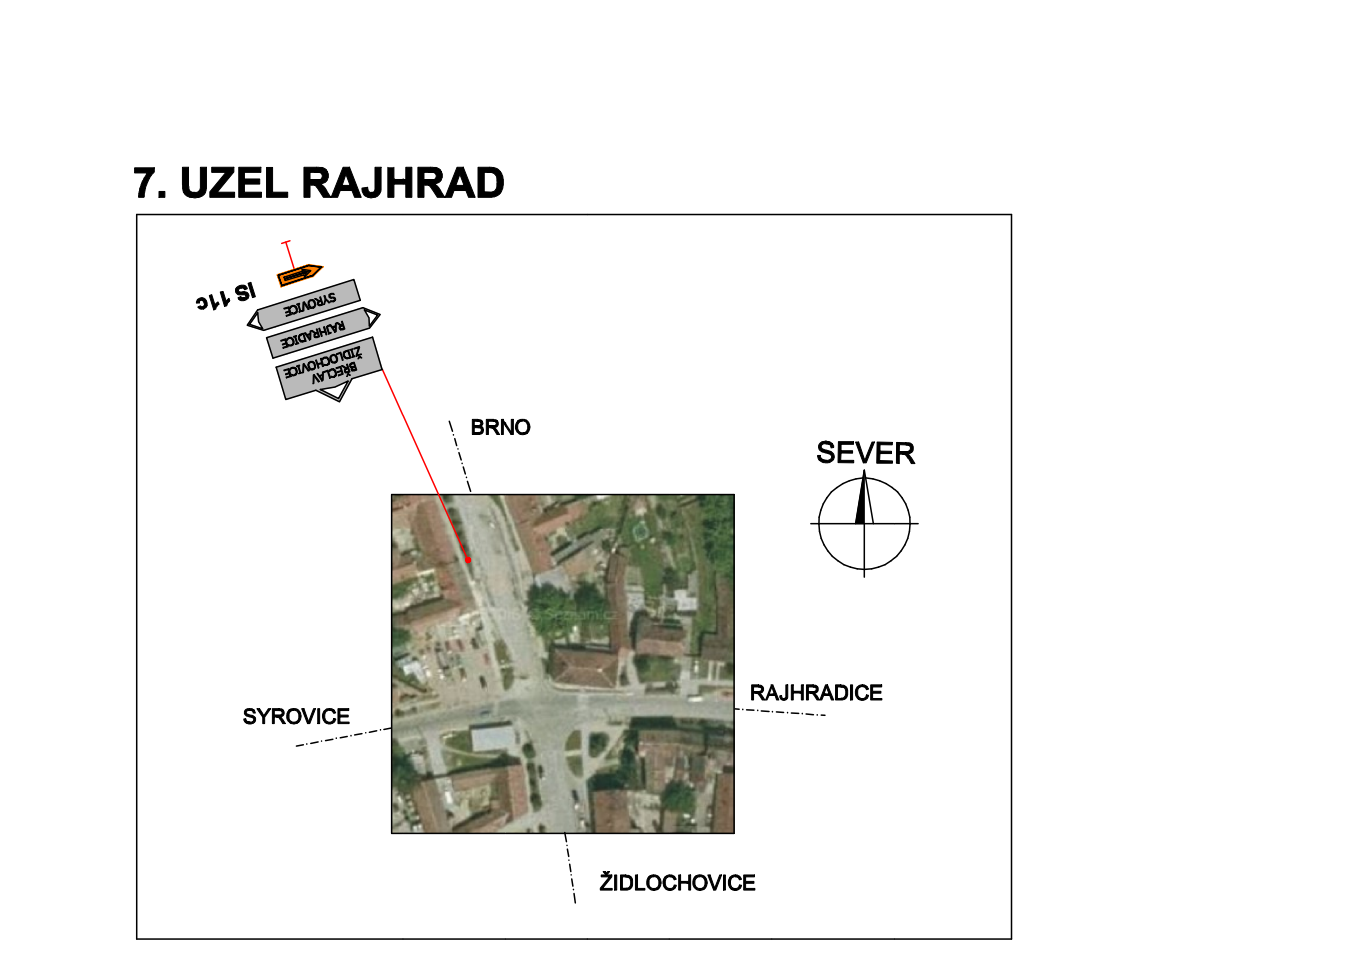 7. UZEL RAJHRAD
IS 11c
SYROVICE
RAJHRADICE
BŘECLAV
ŽIDLOCHOVICE
BRNO
SEVER
RAJHRADICE
SYROVICE
ŽIDLOCHOVICE